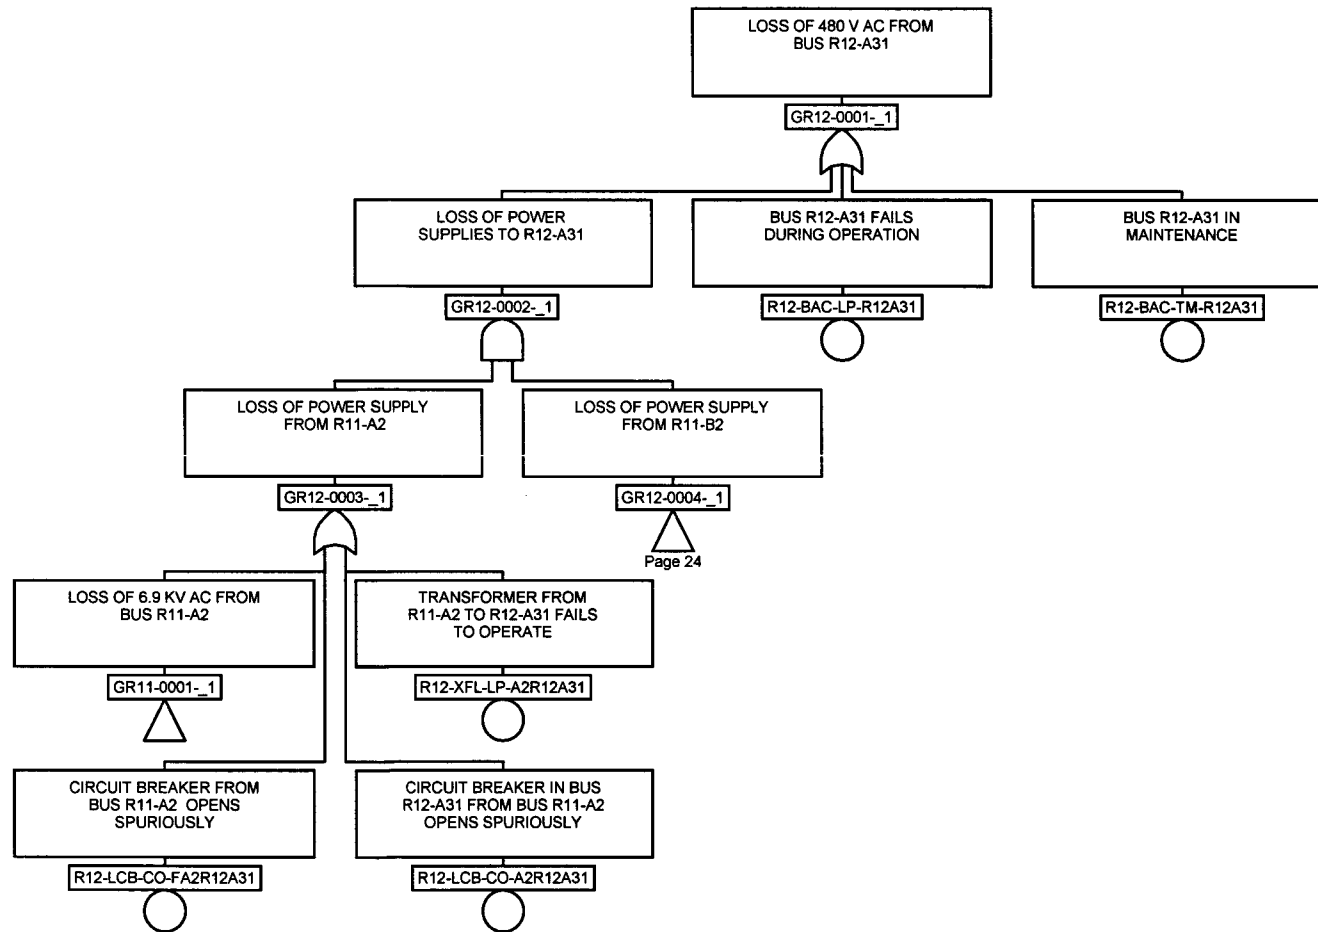 LOSS OF 480 V AC FROM
BUS R12-A31
GR12-0001-_1
LOSS OF POWER
SUPPLIES TO R12-A31
GR12-0002-_1
BUS R12-A31 FAILS
DURING OPERATION
R12-BAC-LP-R12A31
BUS R12-A31 IN
MAINTENANCE
R12-BAC-TM-R12A31
LOSS OF POWER SUPPLY
FROM R11-A2
GR12-0003-_1
LOSS OF POWER SUPPLY
FROM R11-B2
GR12-0004-_1
Page 24
LOSS OF 6.9 KV AC FROM
BUS R11-A2
GR11-0001-_1
TRANSFORMER FROM
R11-A2 TO R12-A31 FAILS
TO OPERATE
R12-XFL-LP-A2R12A31
CIRCUIT BREAKER FROM
BUS R11-A2 OPENS
SPURIOUSLY
R12-LCB-CO-FA2R12A31
CIRCUIT BREAKER IN BUS
R12-A31 FROM BUS R11-A2
OPENS SPURIOUSLY
R12-LCB-CO-A2R12A31